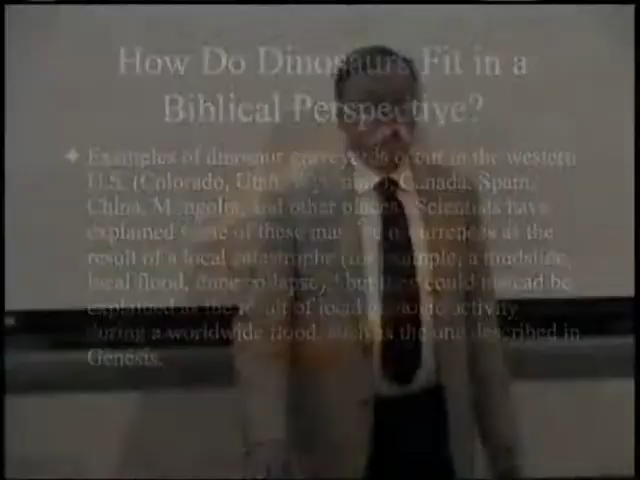 How Do Dinosaurs Fit in a
Biblical Perspective?
Examples of dinosaur graveyards occur in the western
U.S. (Colorado, Utah, Canada, Spain,
China, Mongolia, and other places). Scientists have
explained some of these mass occurrences as the
result of a local catastrophe (for example, a mudslide,
local flood, dune collapse), but they could instead be
explained as the result of local activity
during a worldwide flood, such as the one described in
Genesis.